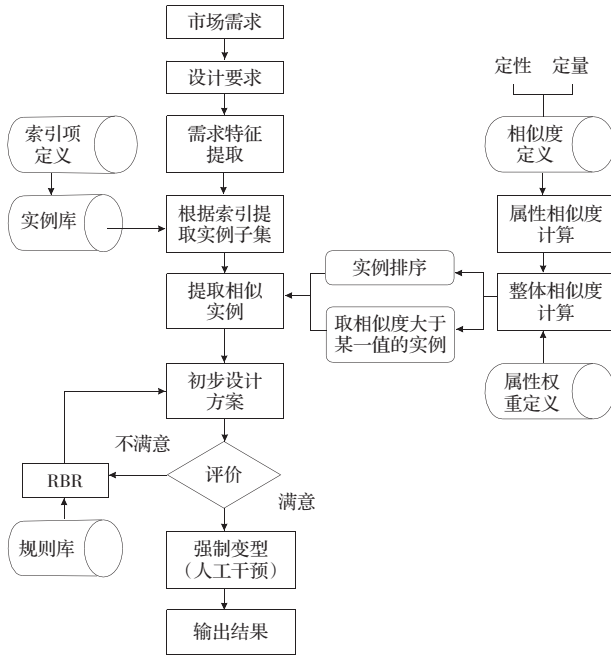 市场需求
设计要求
定性
定量
索引项
定义
需求特征
提取
相似度
定义
实例库
根据索引提
取实例子集
属性相似度
计算
提取相似
实例
实例排序
取相似度大于
某一值的实例
整体相似度
计算
初步设计
方案
属性权
重定义
不满意
评价
RBR
满意
规则库
强制变型
（人工干预）
输出结果